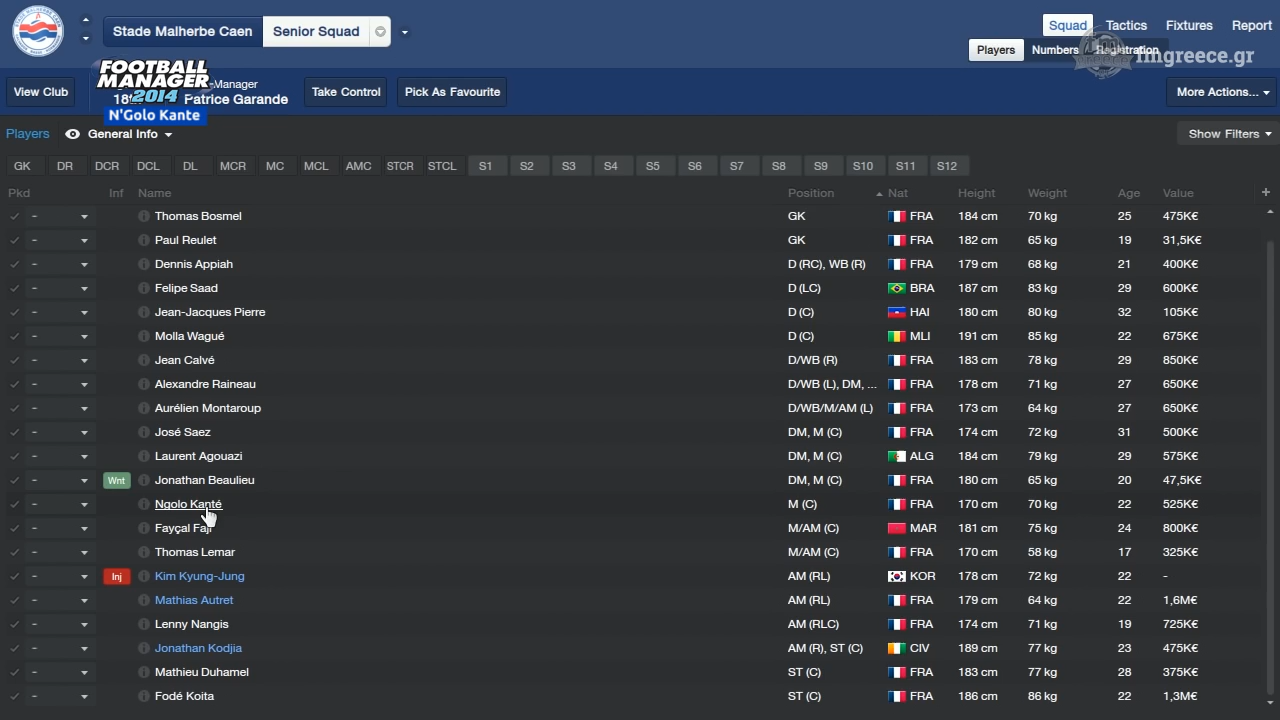 STADE MALHERBE CAEN
Stade Malherbe Caen Senior Squad
Squad Tactics Fixtures Report
Players Numbers Registration
fmgreece.gr
FOOTBALL MANAGER 2014
N'Golo Kante
View Club
Manager
Patrice Garande
Take Control Pick As Favourite More Actions...
Players General Info Show Filters
GK DR DCR DCL DL MCR MC MCL AMC STCR STCL S1 S2 S3 S4 S5 S6 S7 S8 S9 S10 S11 S12
Pkd Inf Name Position Nat Height Weight Age Value
- Thomas Bosmel GK FRA 184 cm 70 kg 25 475K€
- Paul Reulet GK FRA 182 cm 65 kg 19 31,5K€
- Dennis Appiah D (RC), WB (R) FRA 179 cm 68 kg 21 400K€
- Felipe Saad D (LC) BRA 187 cm 83 kg 29 600K€
- Jean-Jacques Pierre D (C) HAI 180 cm 80 kg 32 105K€
- Molla Wagué D (C) MLI 191 cm 85 kg 22 675K€
- Jean Calvé D/WB (R) FRA 183 cm 78 kg 29 850K€
- Alexandre Raineau D/WB (L), DM, ... FRA 178 cm 71 kg 27 650K€
- Aurélien Montaroup D/WB/M/AM (L) FRA 173 cm 64 kg 27 650K€
- José Saez DM, M (C) FRA 174 cm 72 kg 31 500K€
- Laurent Agouazi DM, M (C) ALG 184 cm 79 kg 29 575K€
- Wnt Jonathan Beaulieu DM, M (C) FRA 180 cm 65 kg 20 47,5K€
- Ngolo Kanté M (C) FRA 170 cm 70 kg 22 525K€
- Fayçal Fajr M/AM (C) MAR 181 cm 75 kg 24 800K€
- Thomas Lemar M/AM (C) FRA 170 cm 58 kg 17 325K€
- Inj Kim Kyung-Jung AM (RL) KOR 178 cm 72 kg 22 -
- Mathias Autret AM (RL) FRA 179 cm 64 kg 22 1,6M€
- Lenny Nangis AM (RLC) FRA 174 cm 71 kg 19 725K€
- Jonathan Kodjia AM (R), ST (C) CIV 189 cm 77 kg 23 475K€
- Mathieu Duhamel ST (C) FRA 183 cm 77 kg 28 375K€
- Fodé Koita ST (C) FRA 186 cm 86 kg 22 1,3M€